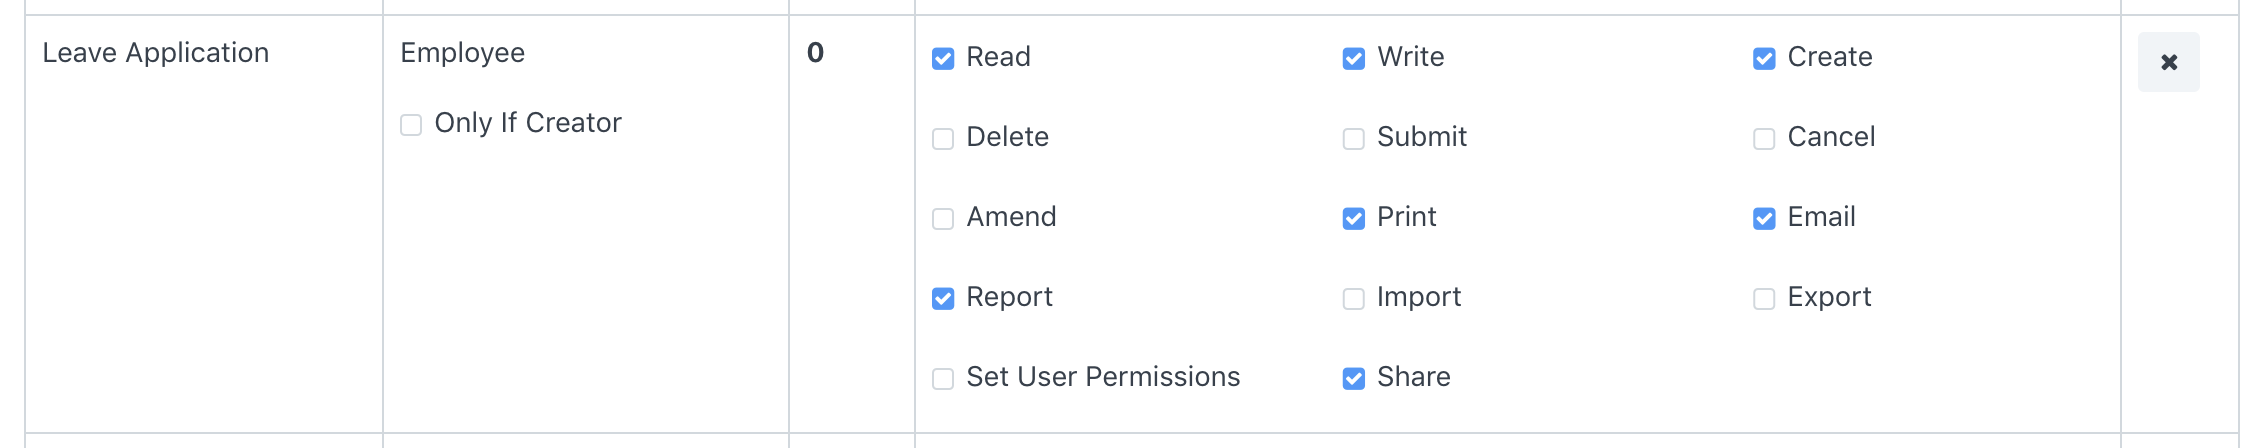 Leave Application
Employee
Only If Creator
0
Read
Write
Create
Delete
Submit
Cancel
Amend
Print
Email
Report
Import
Export
Set User Permissions
Share